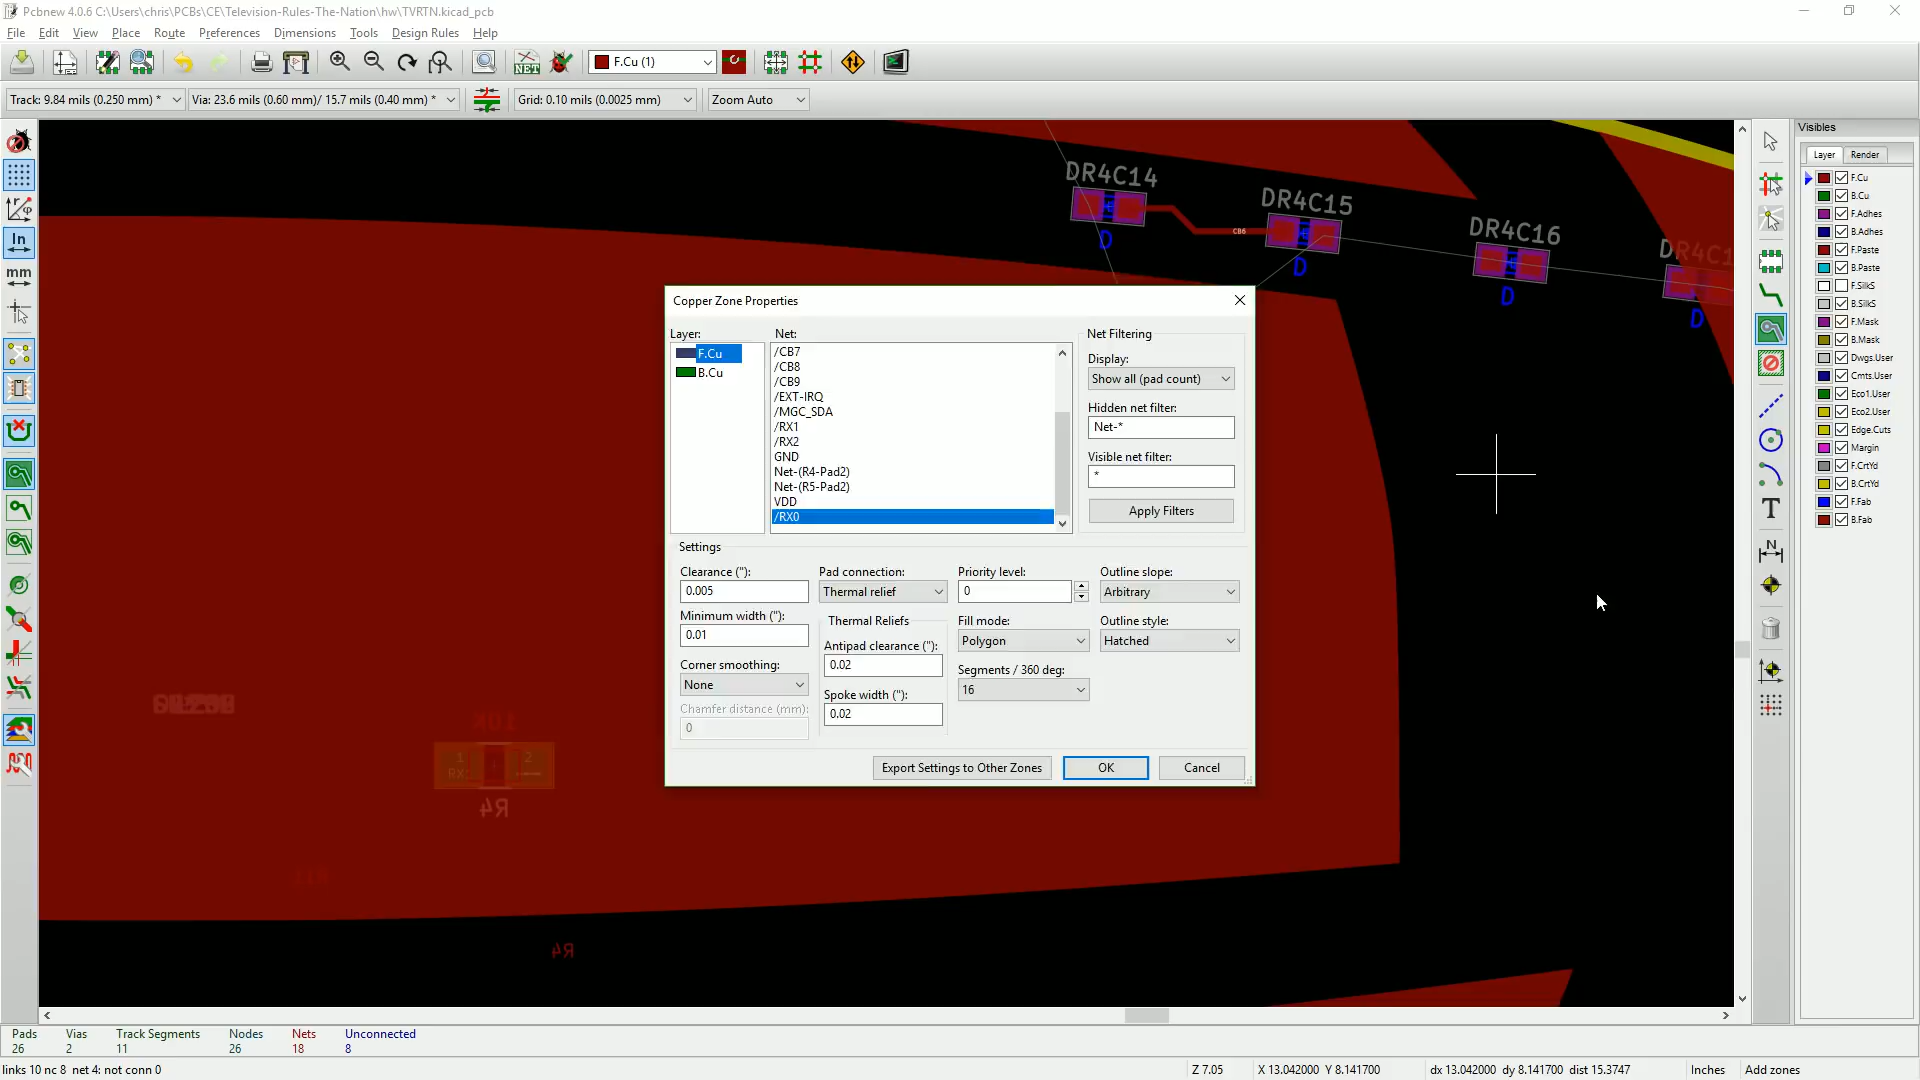 Pcbnew 4.0.6 C:\Users\chris\PCBs\CE\Television-Rules-The-Nation\hw\TVRTN.kicad_pcb
File Edit View Place Route Preferences Dimensions Tools Design Rules Help
NET
F.Cu (1)
Track: 9.84 mils (0.250 mm) *
Via: 23.6 mils (0.60 mm)/ 15.7 mils (0.40 mm) *
Grid: 0.10 mils (0.0025 mm)
Zoom Auto
In
mm
DR4C14
DR4C15
DR4C16
DR4C1
D
D
D
D
CB6
Copper Zone Properties
Layer:
F.Cu
B.Cu
Net:
/CB7
/CB8
/CB9
/EXT-IRQ
/MGC_SDA
/RX1
/RX2
GND
Net-(R4-Pad2)
Net-(R5-Pad2)
VDD
/RX0
Net Filtering
Display:
Show all (pad count)
Hidden net filter:
Net-*
Visible net filter:
*
Apply Filters
Settings
Clearance ("):
0.005
Minimum width ("):
0.01
Corner smoothing:
None
Chamfer distance (mm):
0
Pad connection:
Thermal relief
Thermal Reliefs
Antipad clearance ("):
0.02
Spoke width ("):
0.02
Priority level:
0
Fill mode:
Polygon
Segments / 360 deg:
16
Outline slope:
Arbitrary
Outline style:
Hatched
Export Settings to Other Zones
OK
Cancel
10K
1
2
R4
R4
Visibles
Layer
Render
F.Cu
B.Cu
F.Adhes
B.Adhes
F.Paste
B.Paste
F.SilkS
B.SilkS
F.Mask
B.Mask
Dwgs.User
Cmts.User
Eco1.User
Eco2.User
Edge.Cuts
Margin
F.CrtYd
B.CrtYd
F.Fab
B.Fab
T
N
Pads Vias Track Segments Nodes Nets Unconnected
26 2 11 26 18 8
links 10 nc 8 net 4: not conn 0
Z 7.05
X 13.042000 Y 8.141700
dx 13.042000 dy 8.141700 dist 15.3747
Inches
Add zones